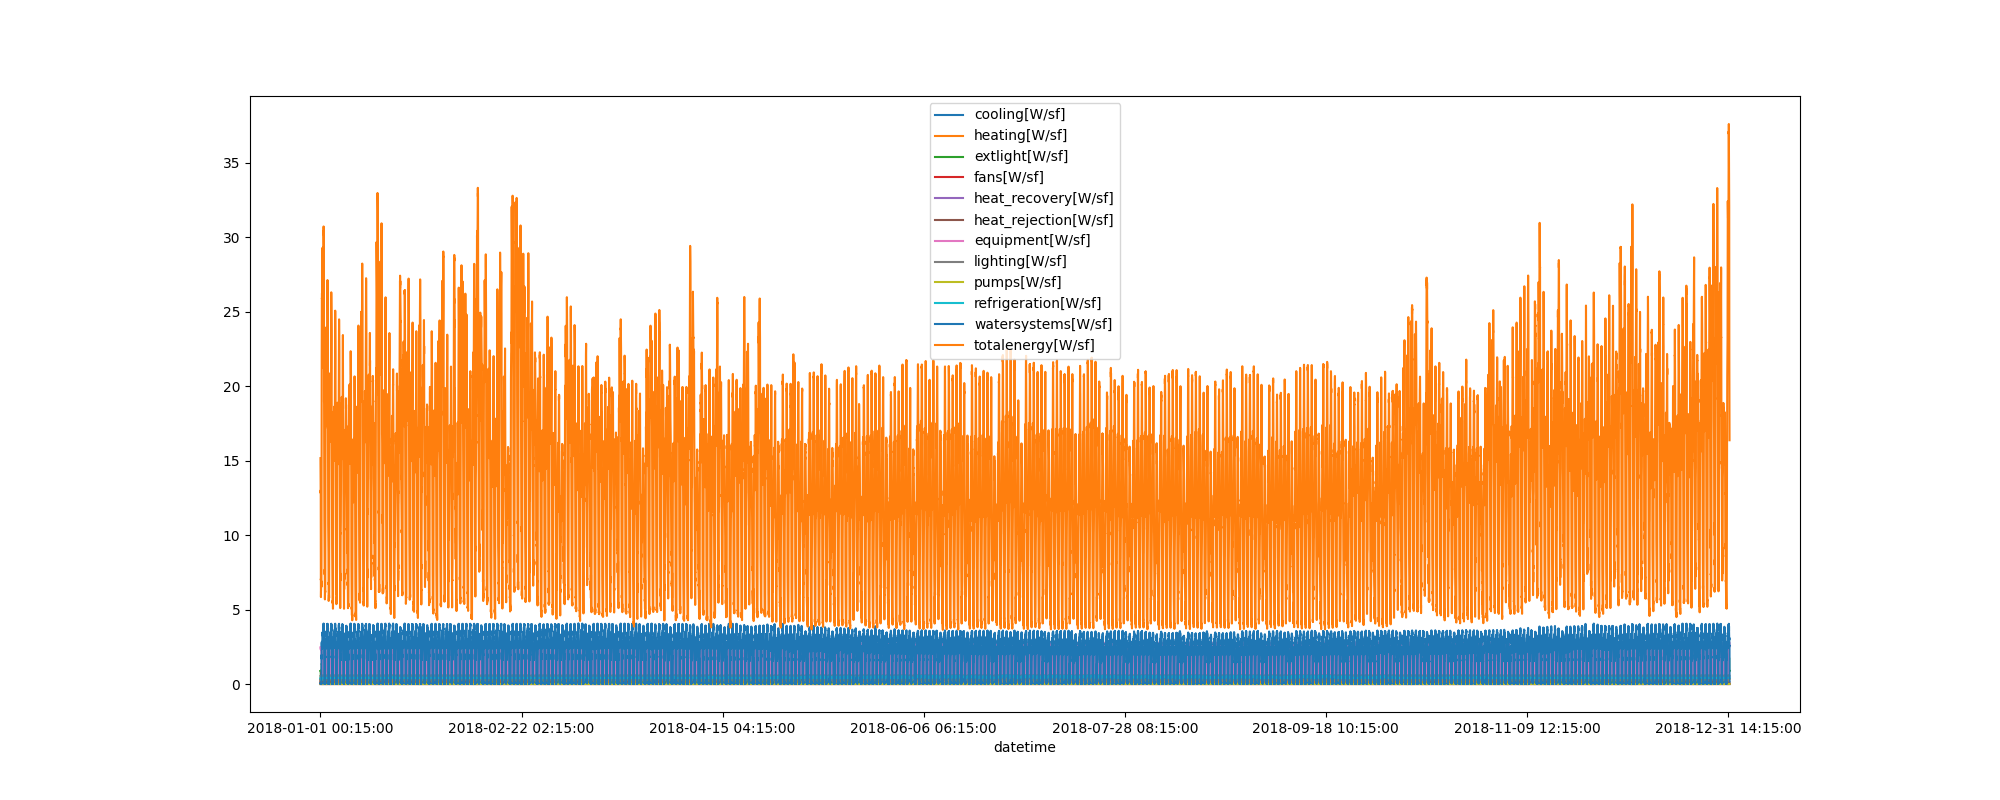 cooling[W/sf]
heating[W/sf]
extlight[W/sf]
fans[W/sf]
heat_recovery[W/sf]
heat_rejection[W/sf]
equipment[W/sf]
lighting[W/sf]
pumps[W/sf]
refrigeration[W/sf]
watersystems[W/sf]
totalenergy[W/sf]
35
30
25
20
15
10
5
0
2018-01-01 00:15:00 2018-02-22 02:15:00 2018-04-15 04:15:00 2018-06-06 06:15:00 2018-07-28 08:15:00 2018-09-18 10:15:00 2018-11-09 12:15:00 2018-12-31 14:15:00
datetime